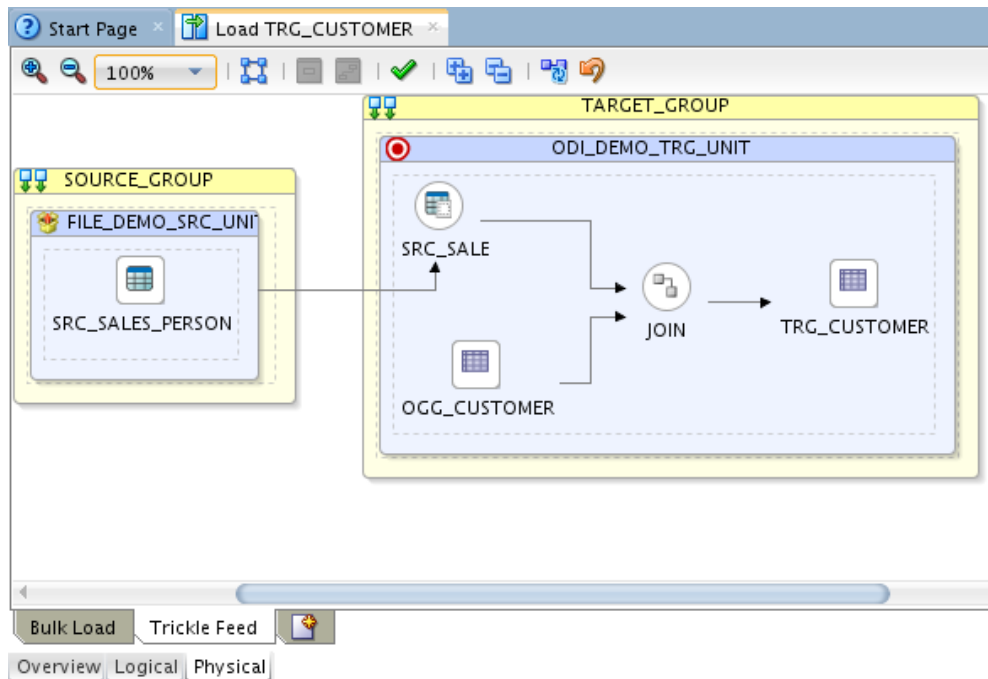 Start Page
Load TRG_CUSTOMER
100%
TARGET_GROUP
ODI_DEMO_TRG_UNIT
SOURCE_GROUP
FILE_DEMO_SRC_UNI
SRC_SALES_PERSON
SRC_SALE
JOIN
TRG_CUSTOMER
OGG_CUSTOMER
Bulk Load Trickle Feed
Overview Logical Physical